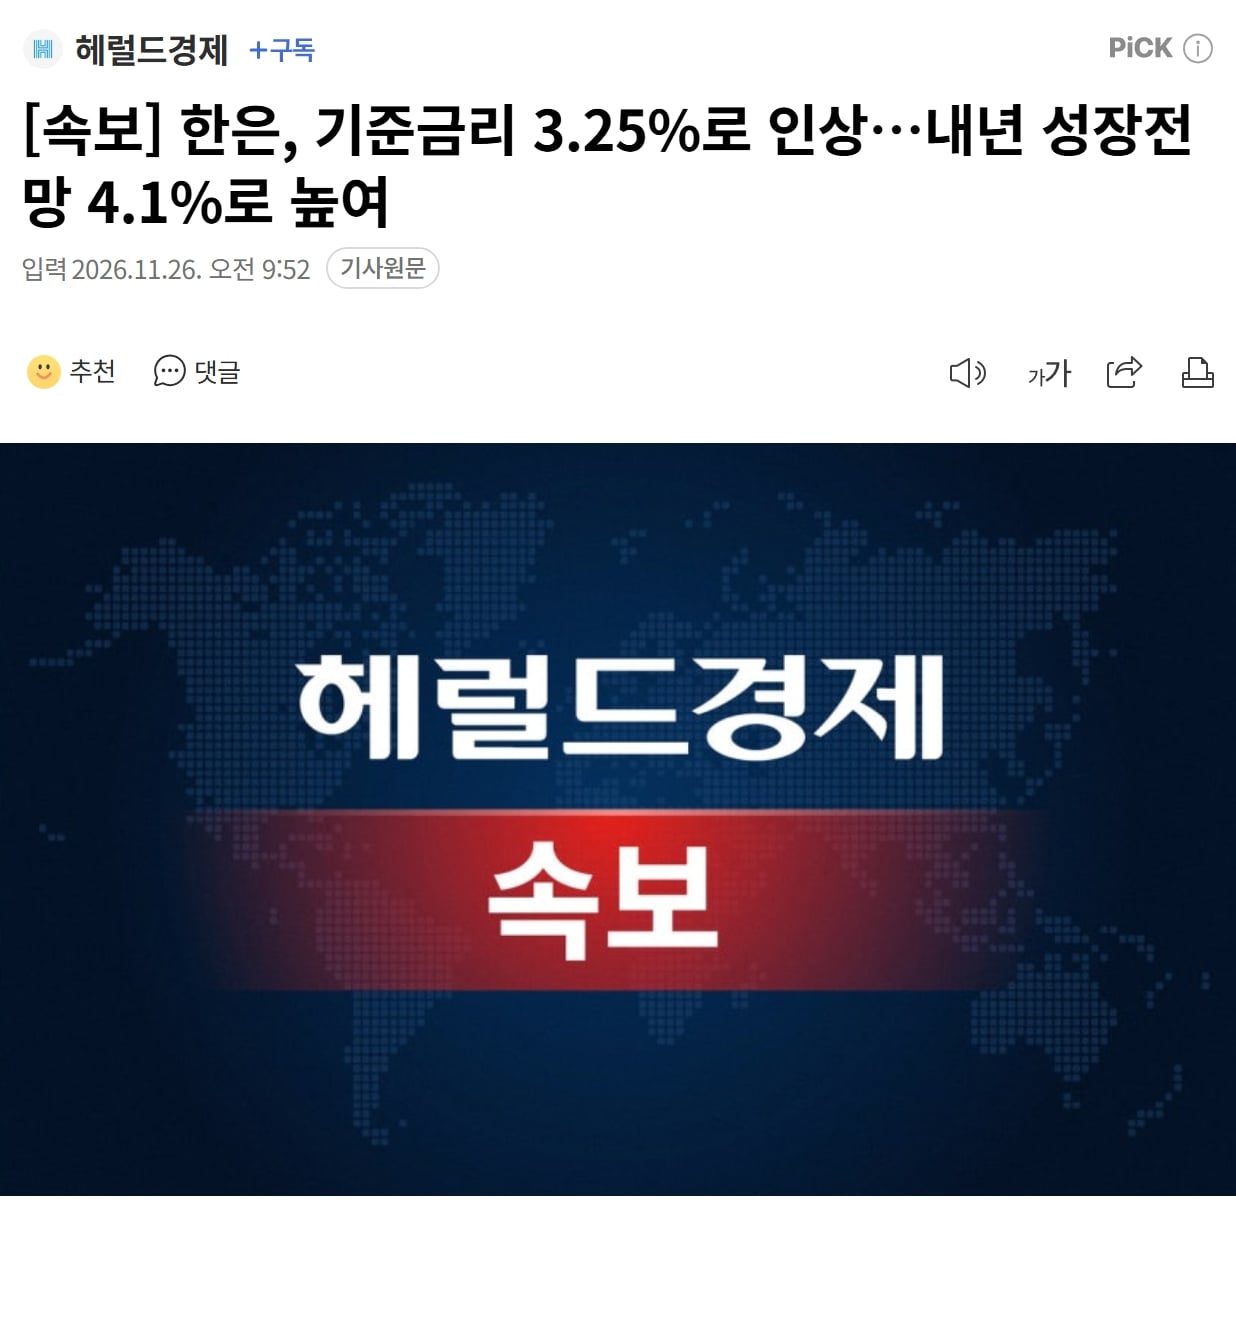 헤럴드경제 +구독 PiCK
[속보] 한은, 기준금리 3.25%로 인상…내년 성장전
망 4.1%로 높여
입력 2026.11.26. 오전 9:52 기사원문
추천 댓글 가가
헤럴드경제
속보